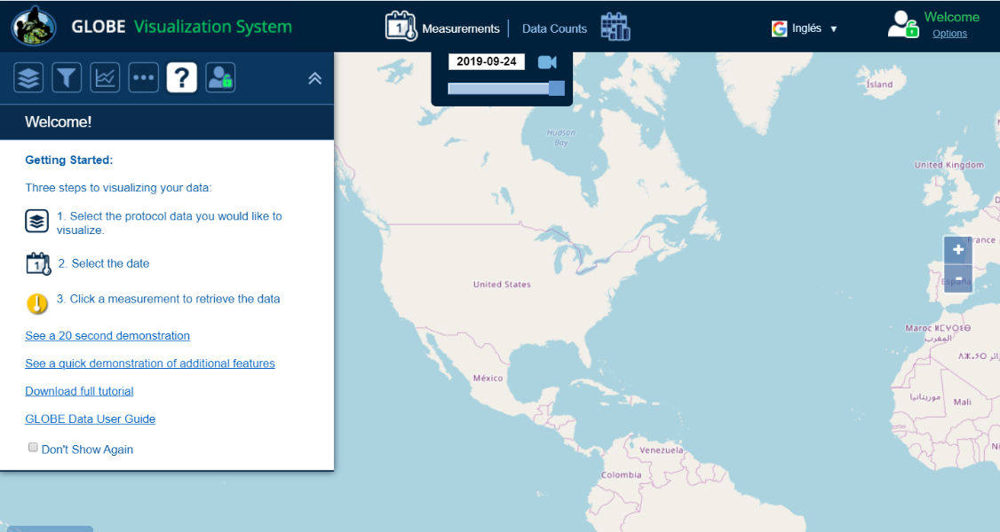 GLOBE Visualization System
1
Measurements
Data Counts
G
Inglés
Welcome
Options
?
2019-09-24
Welcome!
Getting Started:
Three steps to visualizing your data:
1. Select the protocol data you would like to
visualize.
1
2. Select the date
3. Click a measurement to retrieve the data
See a 20 second demonstration
See a quick demonstration of additional features
Download full tutorial
GLOBE Data User Guide
Don't Show Again
Ísland
Hudson
Bay
United Kingdom
France
+
-
España
United States
Maroc ⵍⵎⵖⵔⵉⴱ
المغرب
México
موريتانيا
Mali
Venezuela
Colombia